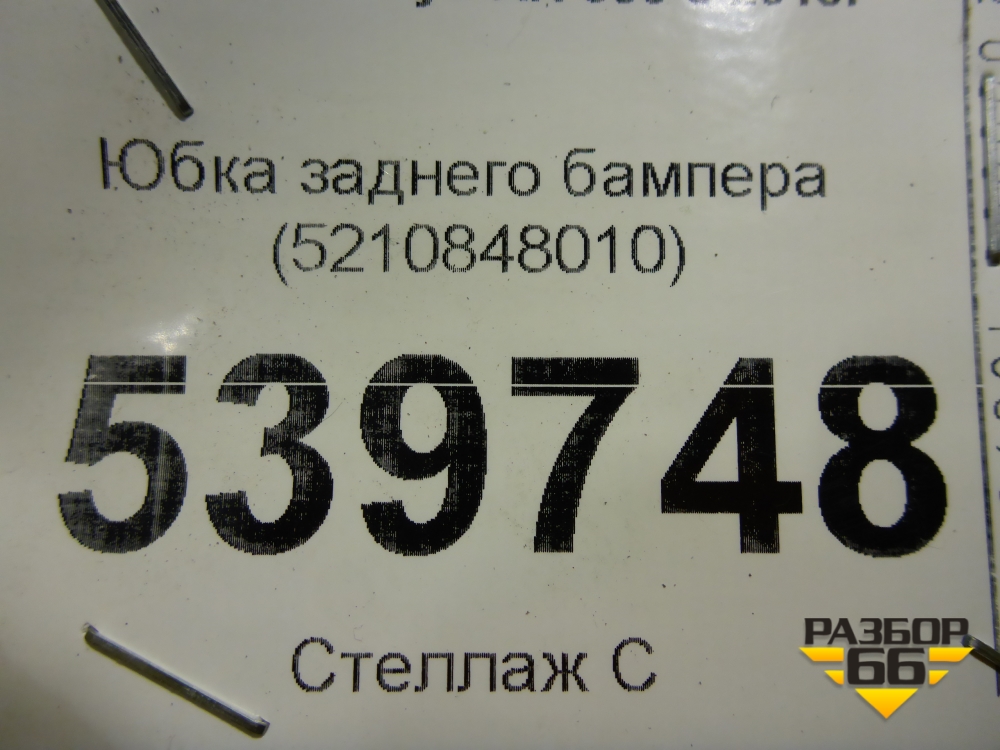 Юбка заднего бампера
(5210848010)
539748
Стеллаж С
РАЗБОР
66